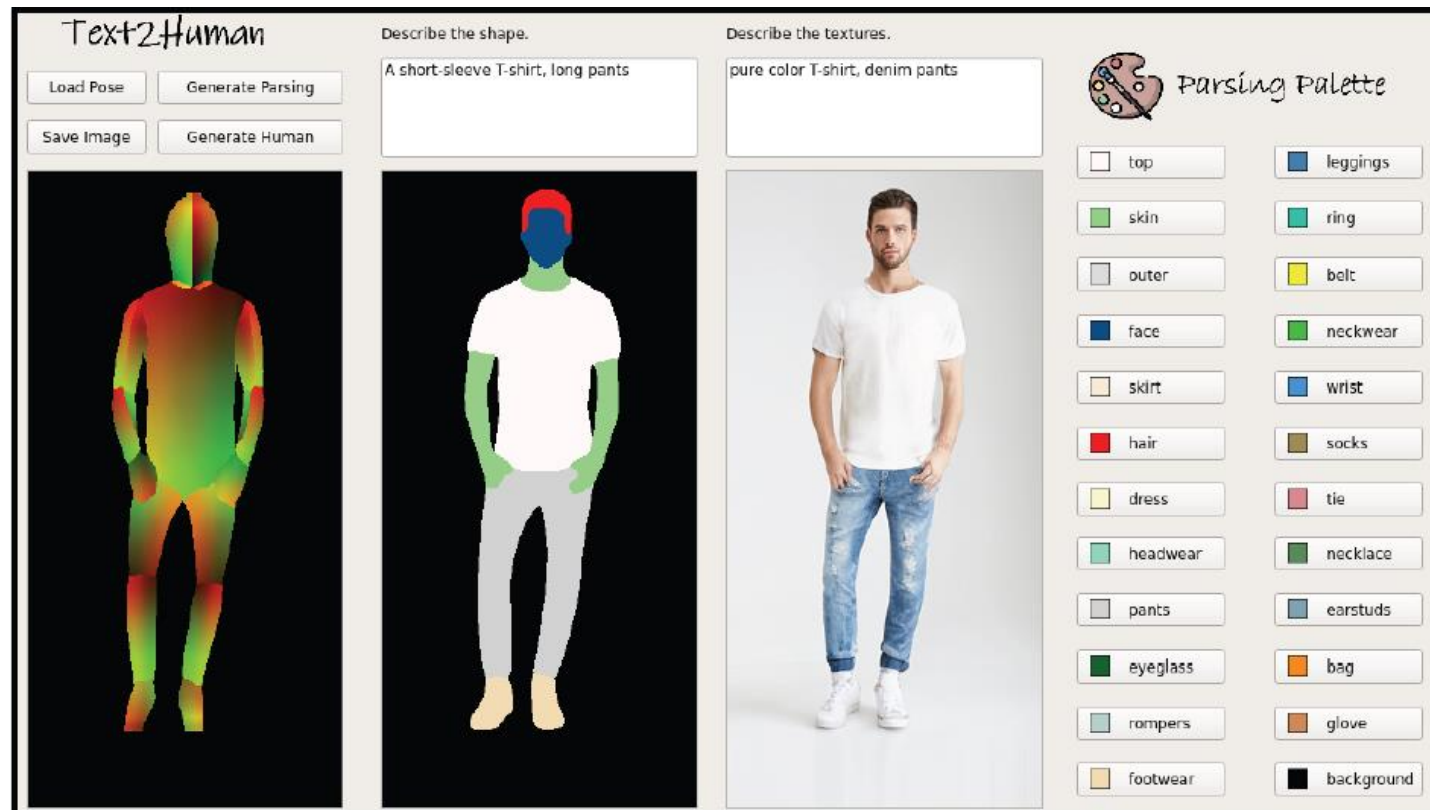 Text2Human
Load Pose
Generate Parsing
Save Image
Generate Human
Describe the shape.
A short-sleeve T-shirt, long pants
Describe the textures.
pure color T-shirt, denim pants
Parsing Palette
top
leggings
skin
ring
outer
belt
face
neckwear
skirt
wrist
hair
socks
dress
tie
headwear
necklace
pants
earstuds
eyeglass
bag
rompers
glove
footwear
background